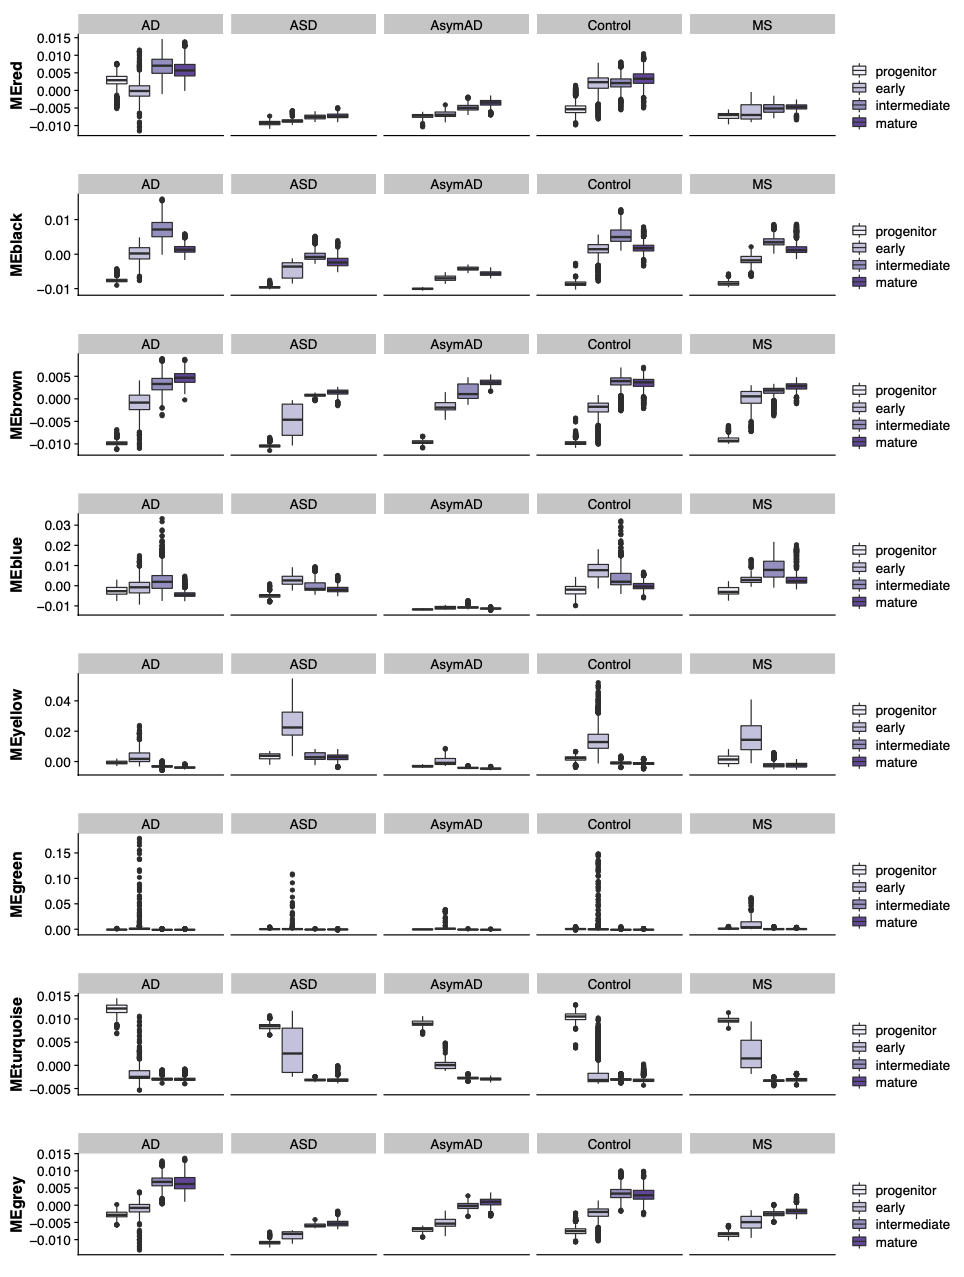 AD ASD AsymAD Control MS
MEred
0.015
0.010
0.005
0.000
−0.005
−0.010
progenitor
early
intermediate
mature
AD ASD AsymAD Control MS
MEblack
0.01
0.00
−0.01
progenitor
early
intermediate
mature
AD ASD AsymAD Control MS
MEbrown
0.005
0.000
−0.005
−0.010
progenitor
early
intermediate
mature
AD ASD AsymAD Control MS
MEblue
0.03
0.02
0.01
0.00
−0.01
progenitor
early
intermediate
mature
AD ASD AsymAD Control MS
MEyellow
0.04
0.02
0.00
progenitor
early
intermediate
mature
AD ASD AsymAD Control MS
MEgreen
0.15
0.10
0.05
0.00
progenitor
early
intermediate
mature
AD ASD AsymAD Control MS
MEturquoise
0.015
0.010
0.005
0.000
−0.005
progenitor
early
intermediate
mature
AD ASD AsymAD Control MS
MEgrey
0.015
0.010
0.005
0.000
−0.005
−0.010
progenitor
early
intermediate
mature